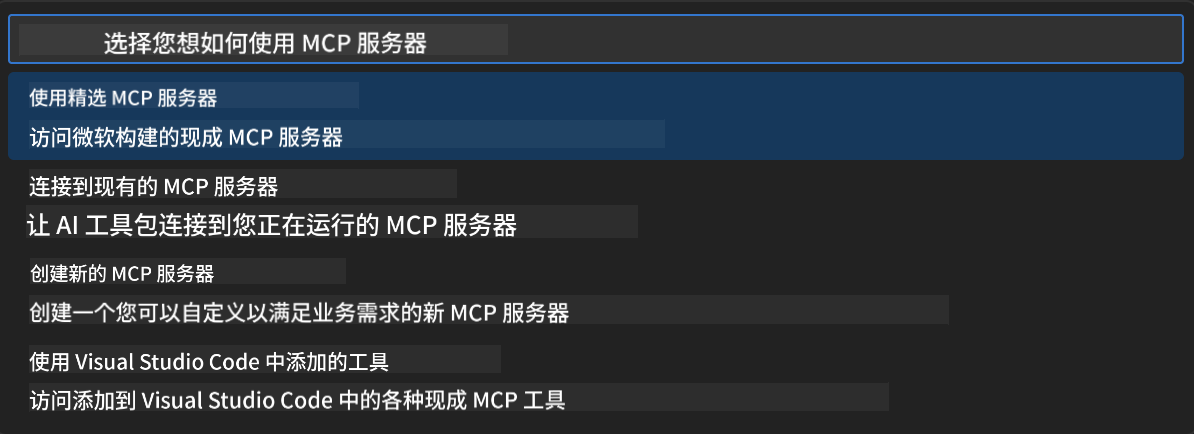 选择您想如何使用 MCP 服务器
使用精选 MCP 服务器
访问微软构建的现成 MCP 服务器
连接到现有的 MCP 服务器
让 AI 工具包连接到您正在运行的 MCP 服务器
创建新的 MCP 服务器
创建一个您可以自定义以满足业务需求的新 MCP 服务器
使用 Visual Studio Code 中添加的工具
访问添加到 Visual Studio Code 中的各种现成 MCP 工具